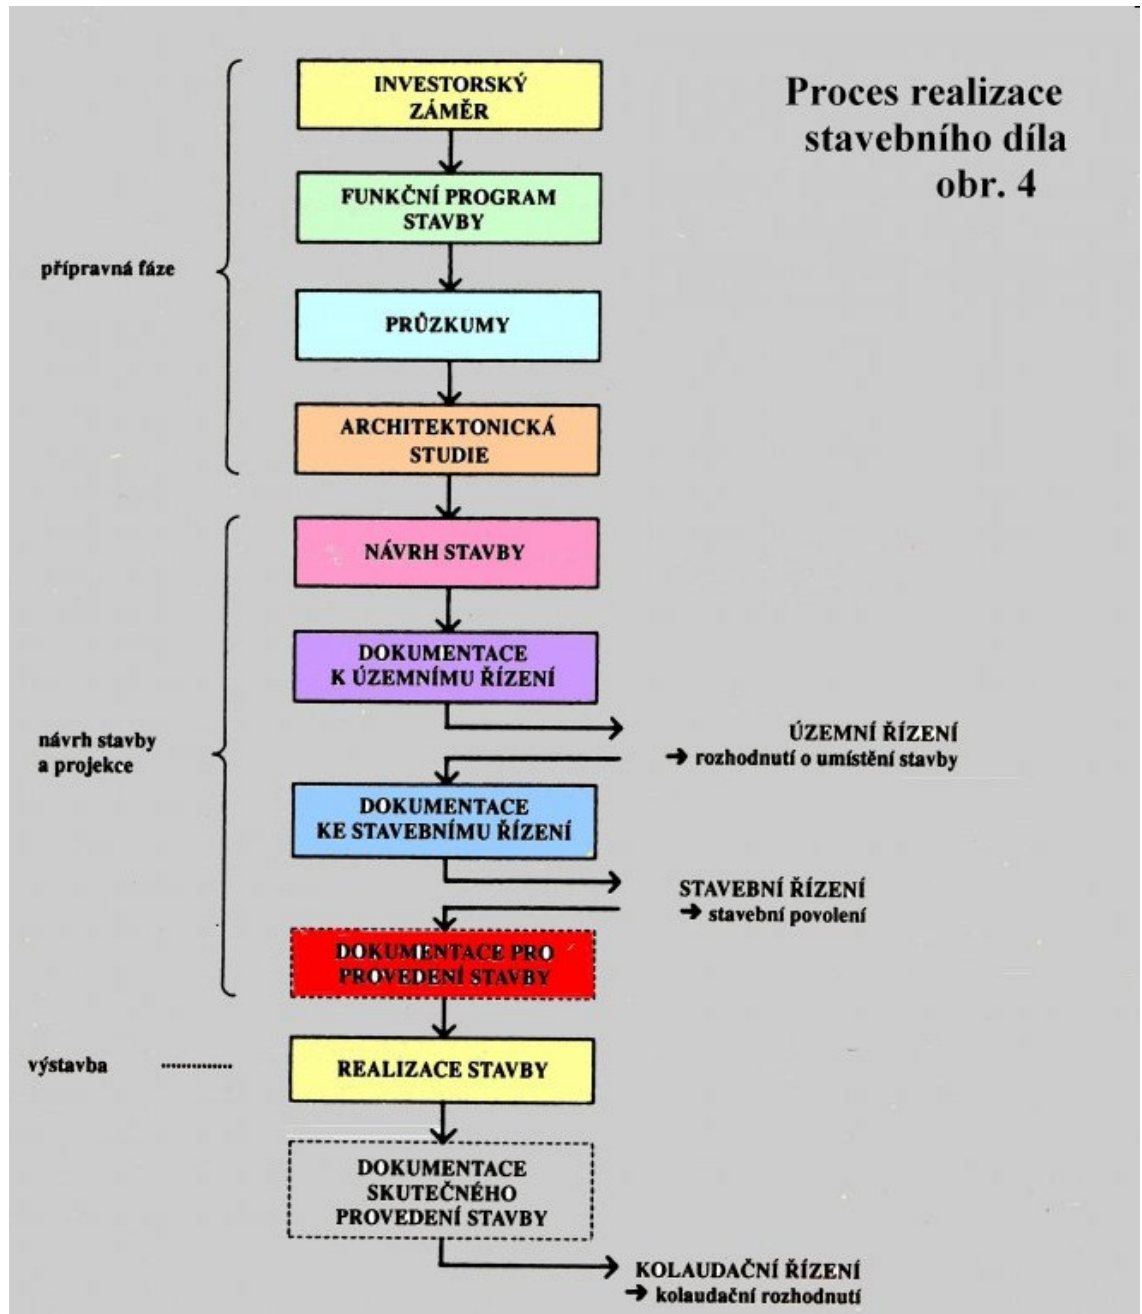 Proces realizace
stavebního díla
obr. 4
INVESTORSKÝ
ZÁMĚR
FUNKČNÍ PROGRAM
STAVBY
přípravná fáze
PRŮZKUMY
ARCHITEKTONICKÁ
STUDIE
NÁVRH STAVBY
DOKUMENTACE
K ÚZEMNÍMU ŘÍZENÍ
ÚZEMNÍ ŘÍZENÍ
→ rozhodnutí o umístění stavby
návrh stavby
a projekce
DOKUMENTACE
KE STAVEBNÍMU ŘÍZENÍ
STAVEBNÍ ŘÍZENÍ
→ stavební povolení
DOKUMENTACE PRO
PROVEDENÍ STAVBY
výstavba
REALIZACE STAVBY
DOKUMENTACE
SKUTEČNÉHO
PROVEDENÍ STAVBY
KOLAUDAČNÍ ŘÍZENÍ
→ kolaudační rozhodnutí